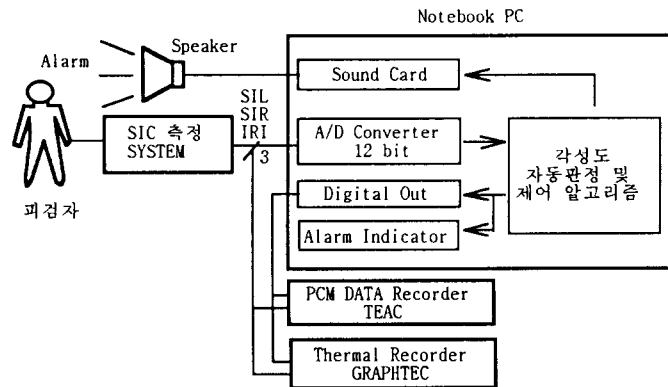 Notebook PC
Speaker
Alarm
Sound Card
SIL
SIR
IRI
3
SIC 측정
SYSTEM
A/D Converter
12 bit
각성도
자동판정 및
제어 알고리즘
피검자
Digital Out
Alarm Indicator
PCM DATA Recorder
TEAC
Thermal Recorder
GRAPHTEC